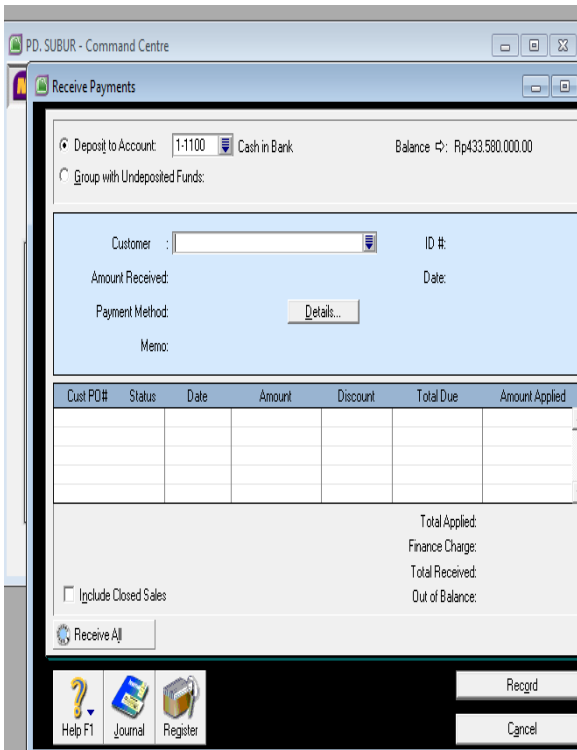 PD. SUBUR - Command Centre
Receive Payments
Deposit to Account: 1-1100 Cash in Bank Balance ⇨: Rp433.580.000.00
Group with Undeposited Funds:
Customer : ID #:
Amount Received: Date:
Payment Method: Details...
Memo:
Cust PO# Status Date Amount Discount Total Due Amount Applied
Total Applied:
Finance Charge:
Total Received:
Include Closed Sales Out of Balance:
Receive All
Help F1 Journal Register
Record
Cancel